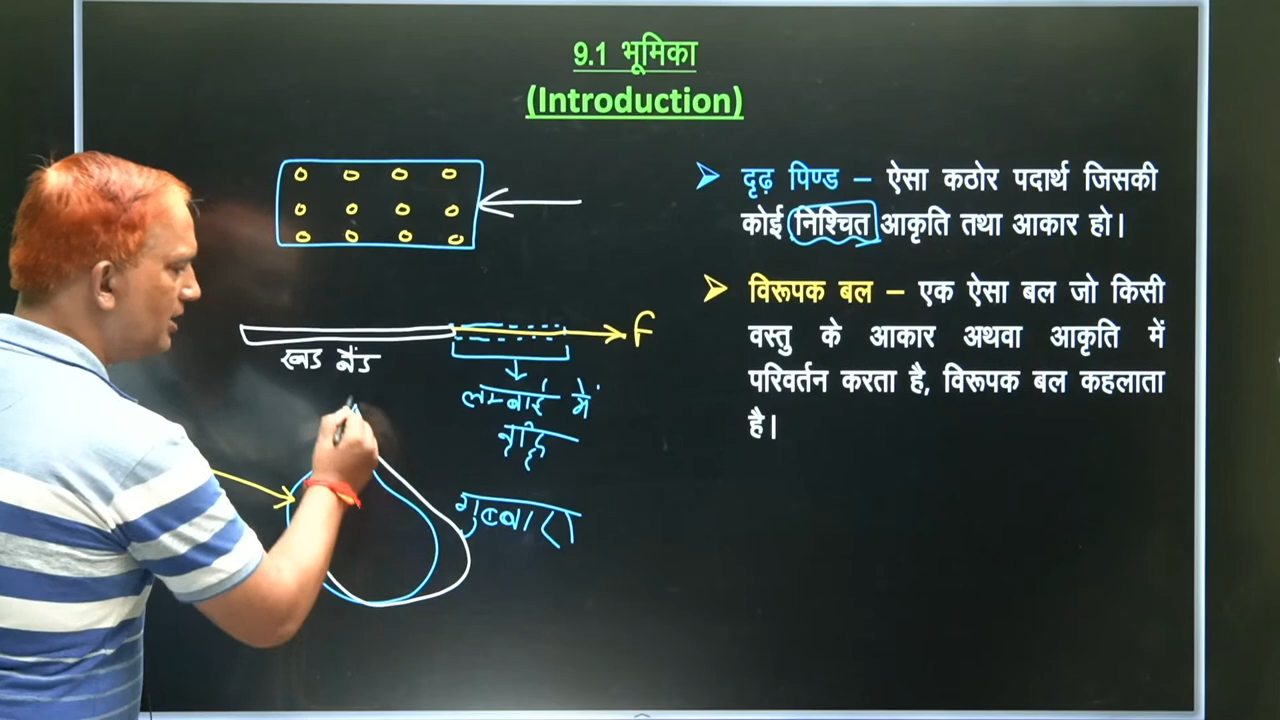 9.1 भूमिका
(Introduction)
दृढ़ पिण्ड – ऐसा कठोर पदार्थ जिसकी
कोई निश्चित आकृति तथा आकार हो।
विरूपक बल – एक ऐसा बल जो किसी
वस्तु के आकार अथवा आकृति में
परिवर्तन करता है, विरूपक बल कहलाता
है।
F
रबड बैंड
लम्बाई में
वृद्धि
गुब्बारा